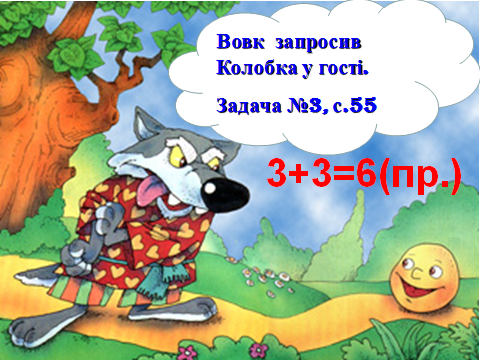 Вовк запросив
Колобка у гості.
Задача №3, с.55
3+3=6(пр.)